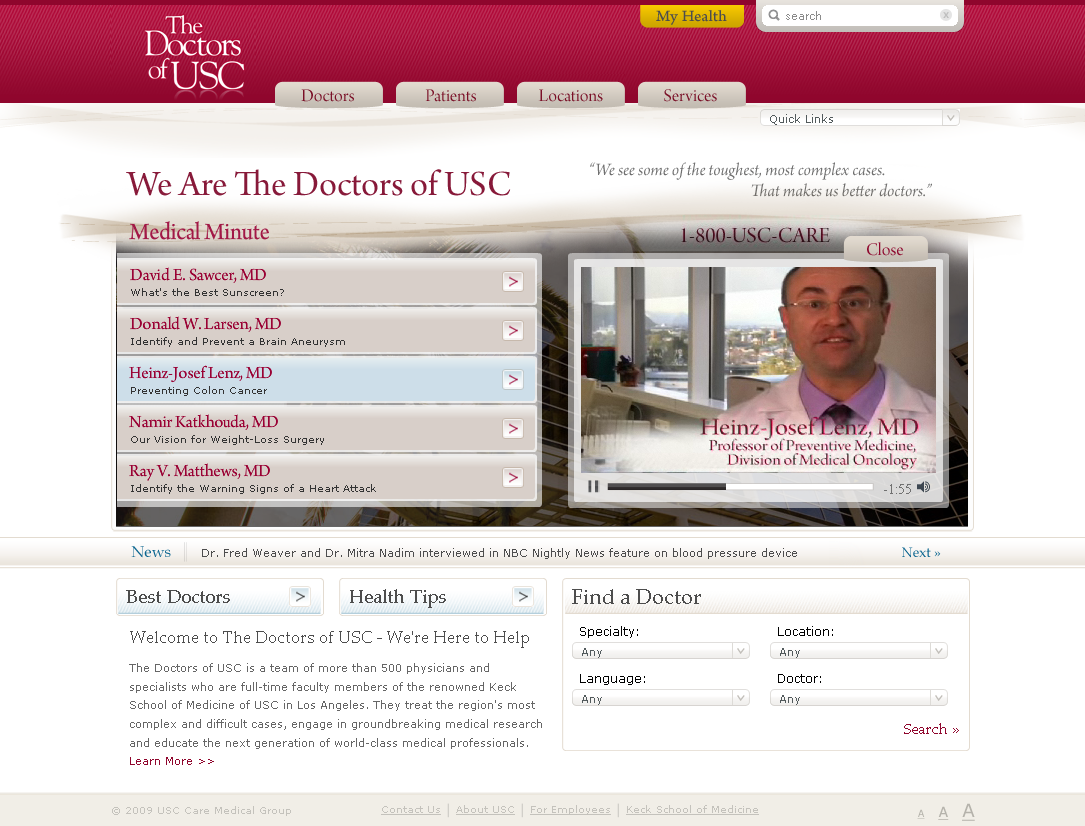 The
Doctors
of USC
My Health
search
Doctors
Patients
Locations
Services
Quick Links
We Are The Doctors of USC
“We see some of the toughest, most complex cases.
That makes us better doctors.”
Medical Minute
1-800-USC-CARE
Close
David E. Sawcer, MD
What's the Best Sunscreen?
Donald W. Larsen, MD
Identify and Prevent a Brain Aneurysm
Heinz-Josef Lenz, MD
Preventing Colon Cancer
Namir Katkhouda, MD
Our Vision for Weight-Loss Surgery
Ray V. Matthews, MD
Identify the Warning Signs of a Heart Attack
Heinz-Josef Lenz, MD
Professor of Preventive Medicine,
Division of Medical Oncology
-1:55
News
Dr. Fred Weaver and Dr. Mitra Nadim interviewed in NBC Nightly News feature on blood pressure device
Next »
Best Doctors >
Health Tips >
Welcome to The Doctors of USC - We're Here to Help
The Doctors of USC is a team of more than 500 physicians and
specialists who are full-time faculty members of the renowned Keck
School of Medicine of USC in Los Angeles. They treat the region's most
complex and difficult cases, engage in groundbreaking medical research
and educate the next generation of world-class medical professionals.
Learn More >>
Find a Doctor
Specialty:
Any
Location:
Any
Language:
Any
Doctor:
Any
Search »
© 2009 USC Care Medical Group
Contact Us | About USC | For Employees | Keck School of Medicine
A A A